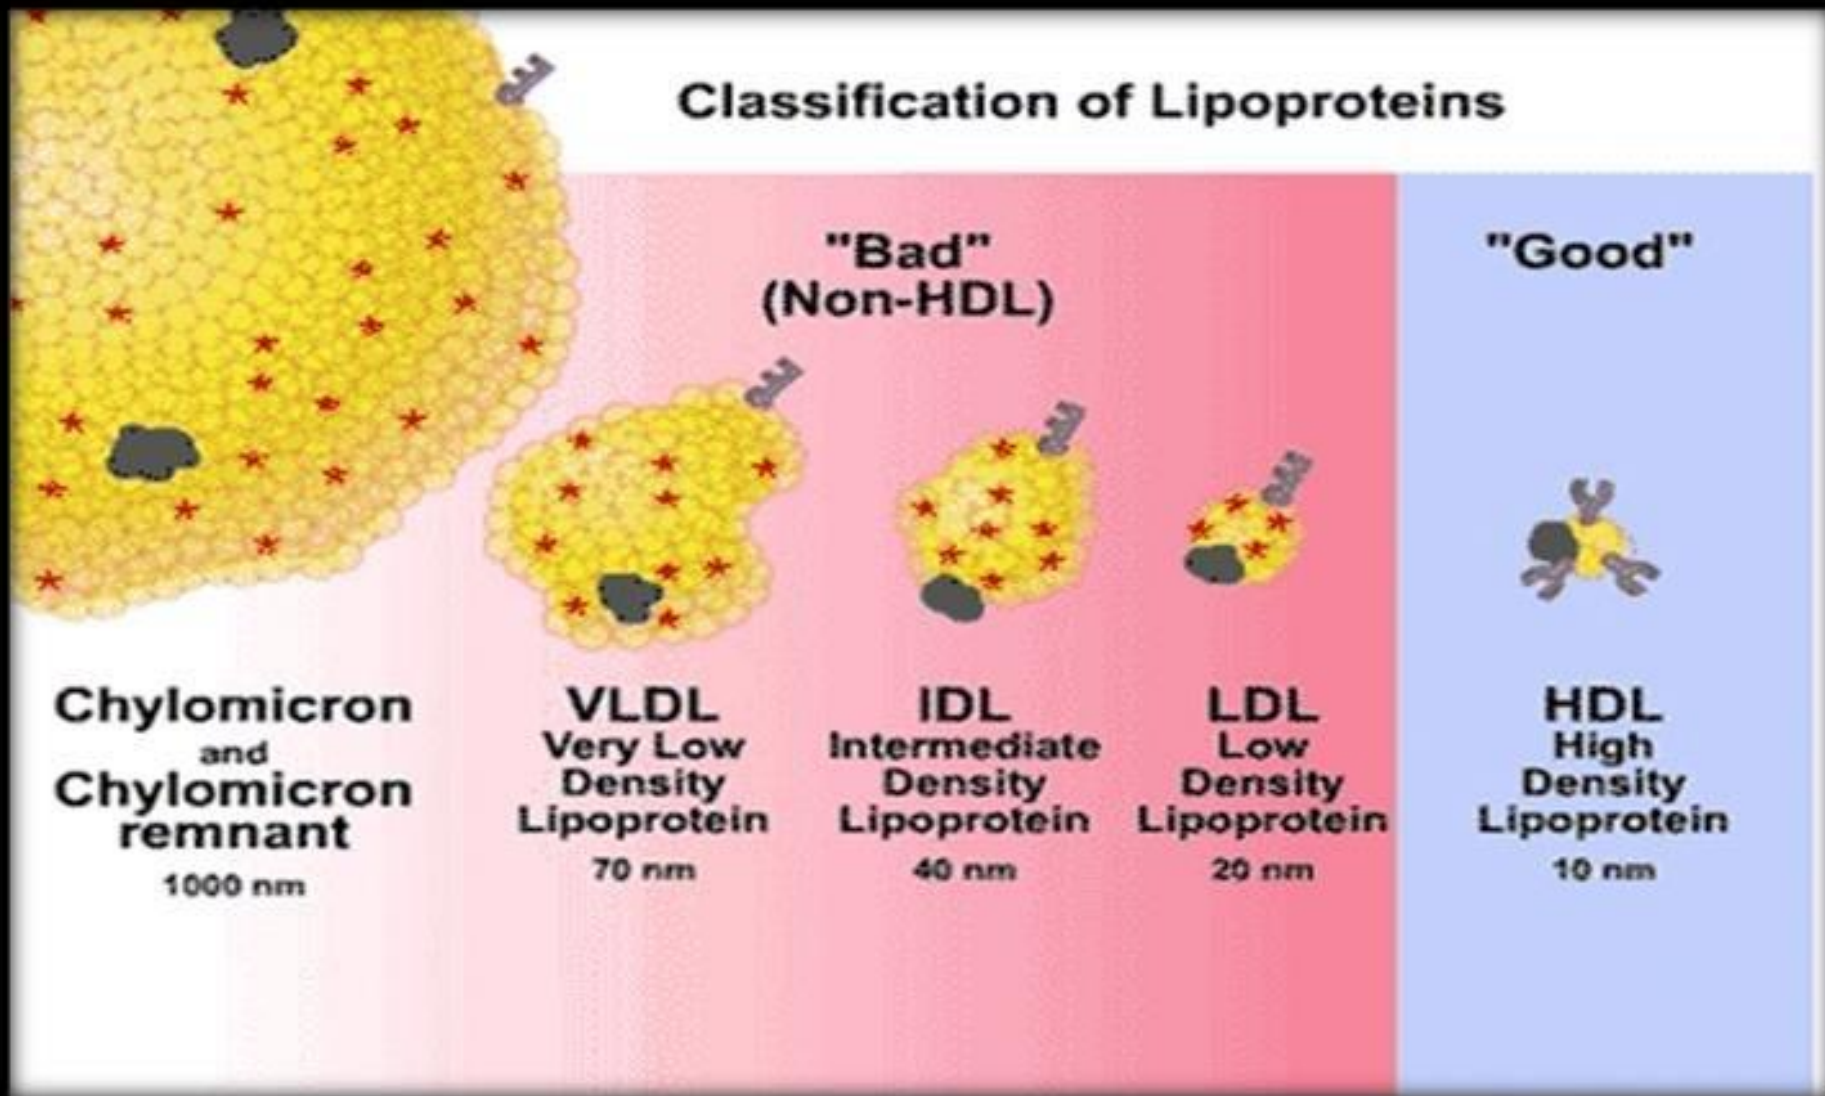 Classification of Lipoproteins
"Bad"
(Non-HDL)
"Good"
Chylomicron
and
Chylomicron
remnant
1000 nm
VLDL
Very Low
Density
Lipoprotein
70 nm
IDL
Intermediate
Density
Lipoprotein
40 nm
LDL
Low
Density
Lipoprotein
20 nm
HDL
High
Density
Lipoprotein
10 nm